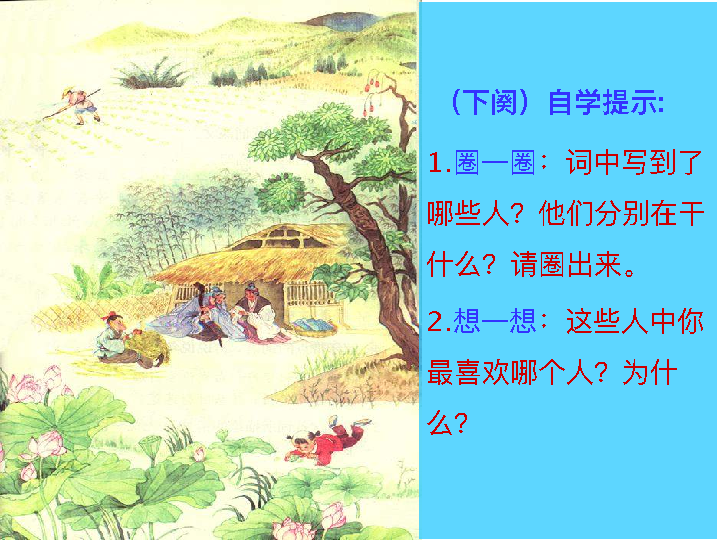 （下阕）自学提示:
1.圈一圈：词中写到了
哪些人？他们分别在干
什么？请圈出来。
2.想一想：这些人中你
最喜欢哪个人？为什
么？